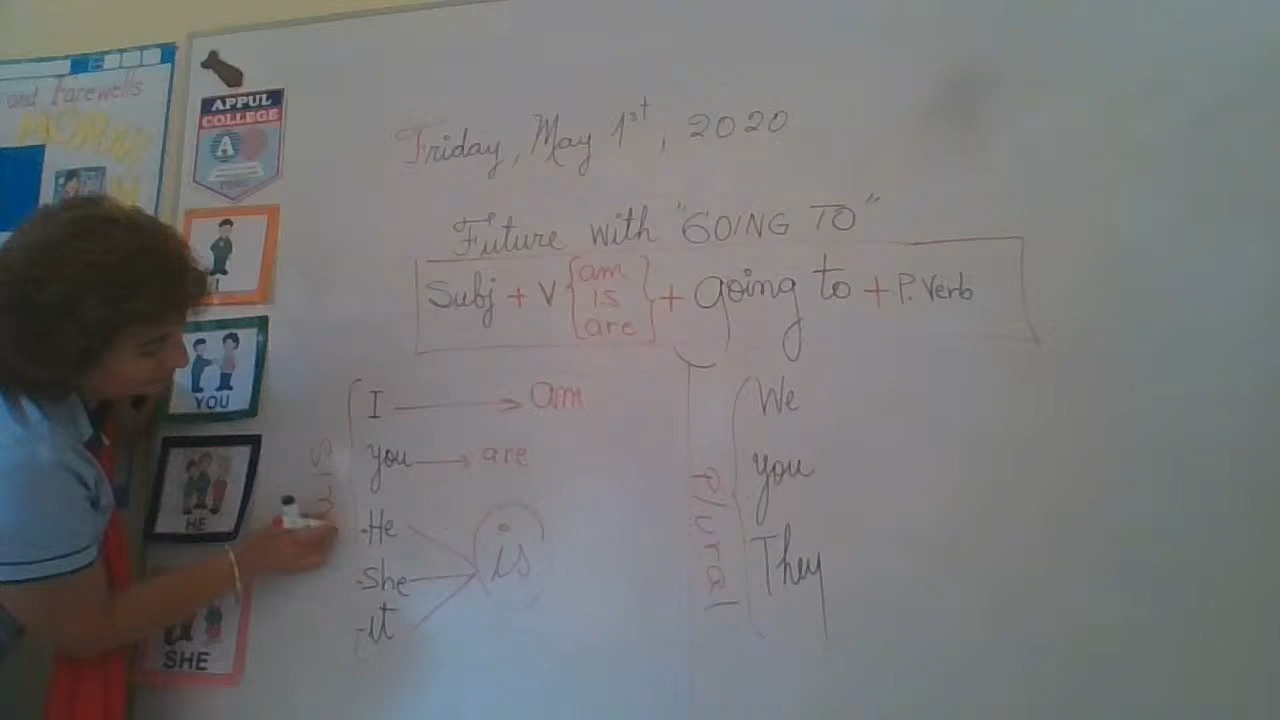 and Farewells
APPUL
COLLEGE
A
I
YOU
HE
SHE
Friday, May 1st, 2020
Future with "GOING TO"
Subj + V { am is are } + going to + P. Verb
I → am
you → are
-He
-she
-it
is
Plural
We
you
They